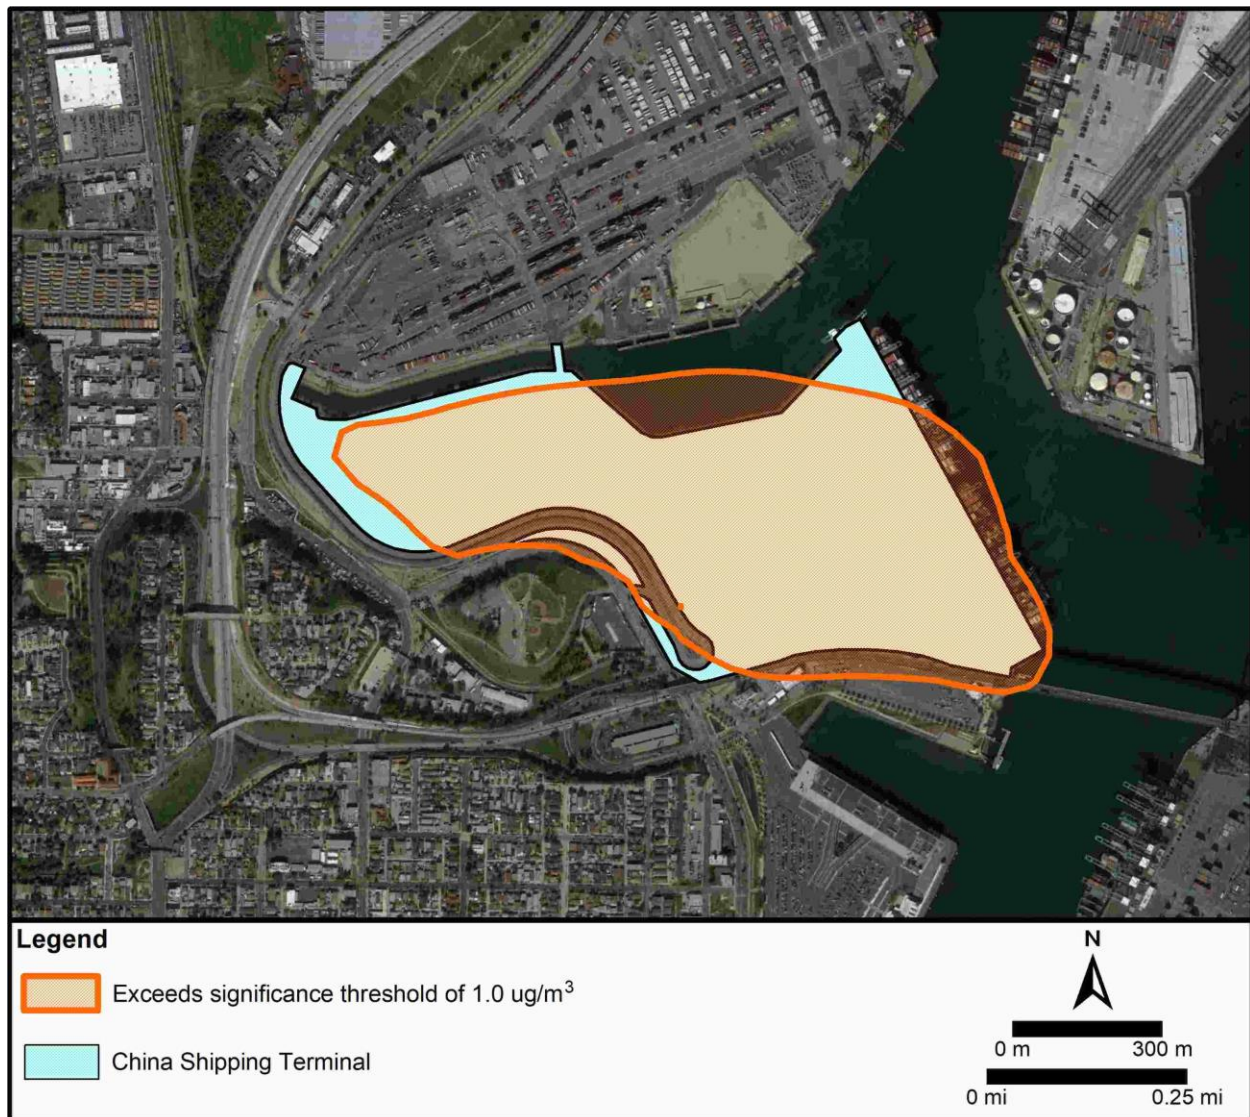 Legend
N
Exceeds significance threshold of 1.0 ug/m³
0 m 300 m
China Shipping Terminal
0 mi 0.25 mi